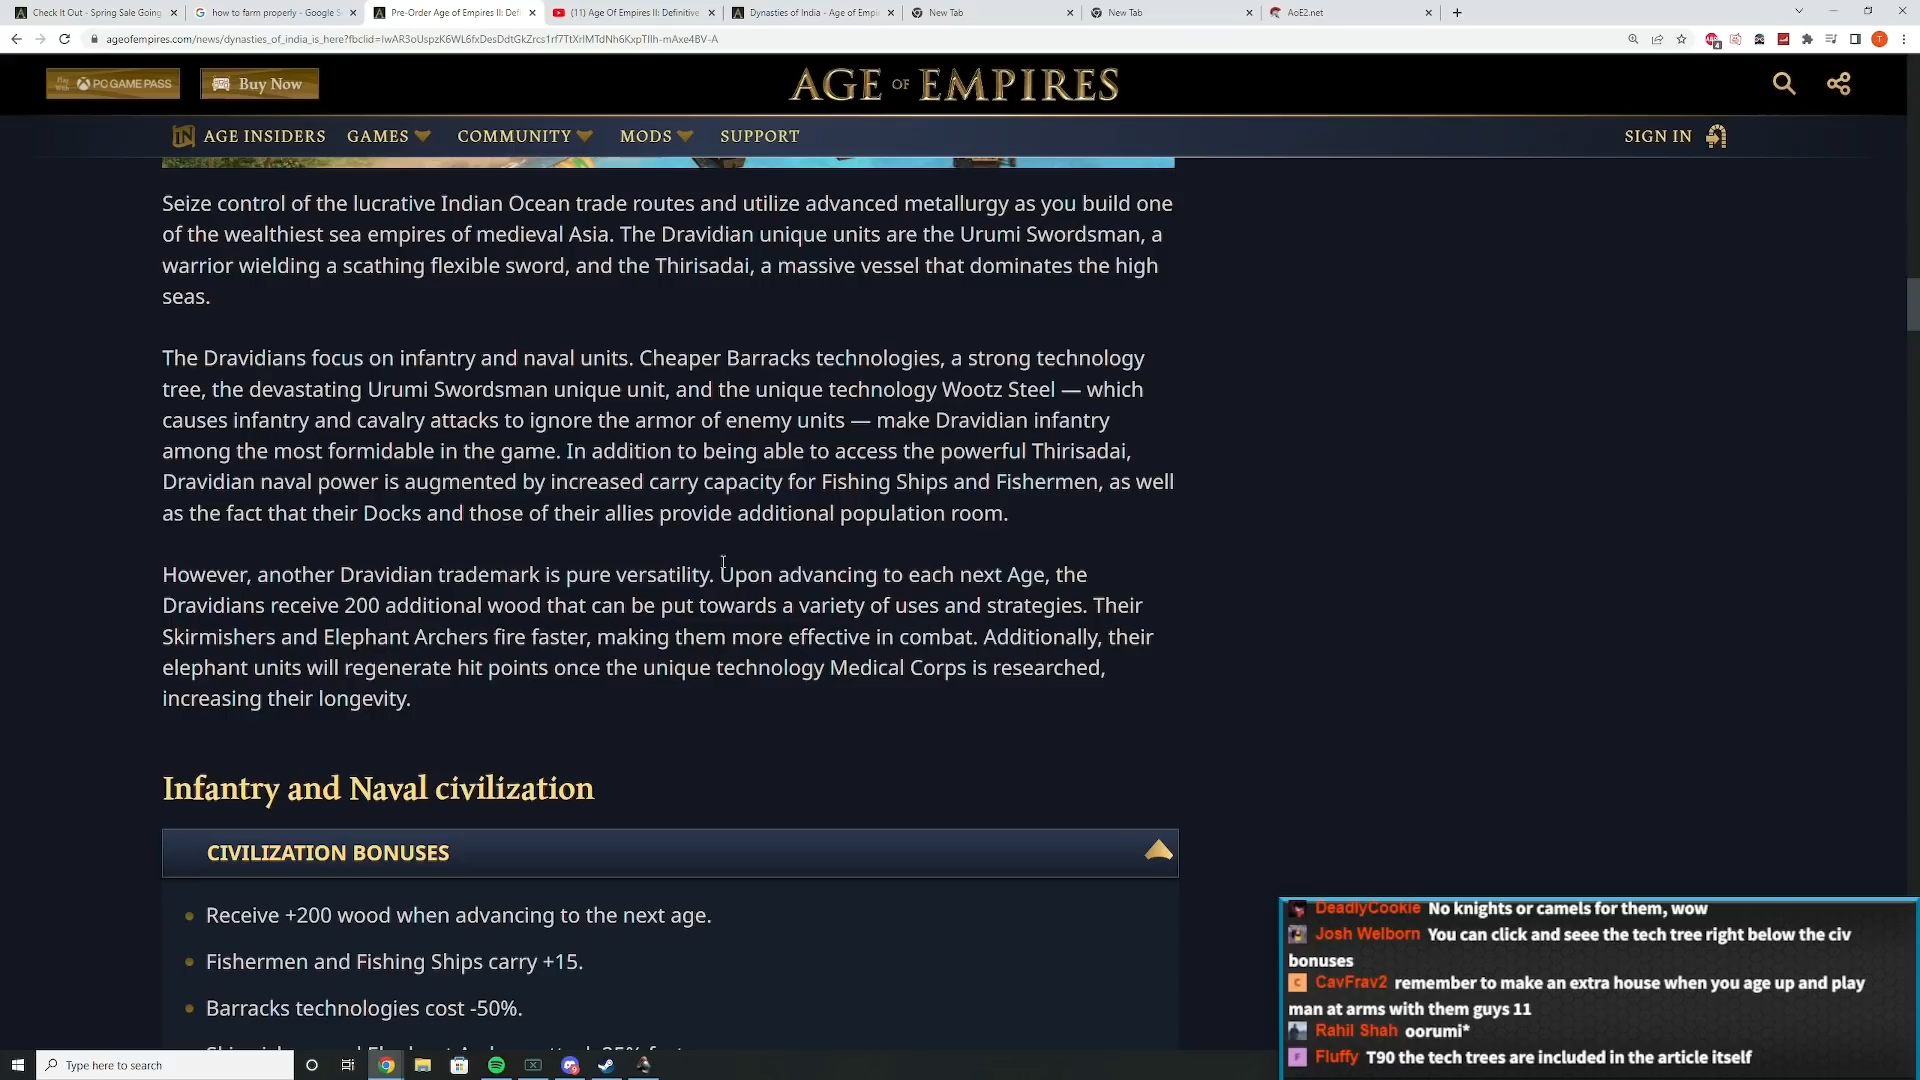 Check It Out - Spring Sale Going
how to farm properly - Google S
Pre-Order Age of Empires II: Defi
(11) Age Of Empires II: Definitive
Dynasties of India - Age of Empi
New Tab
New Tab
AoE2.net
ageofempires.com/news/dynasties_of_india_is_here?fbclid=IwAR3oUspzK6WL6fxDesDdtGkZrcs1rf7TtXrIMTdNh6KxpTIlh-mAxe4BV-A
Play With PC GAME PASS
Buy Now
AGE OF EMPIRES
AGE INSIDERS
GAMES
COMMUNITY
MODS
SUPPORT
SIGN IN
Seize control of the lucrative Indian Ocean trade routes and utilize advanced metallurgy as you build one
of the wealthiest sea empires of medieval Asia. The Dravidian unique units are the Urumi Swordsman, a
warrior wielding a scathing flexible sword, and the Thirisadai, a massive vessel that dominates the high
seas.
The Dravidians focus on infantry and naval units. Cheaper Barracks technologies, a strong technology
tree, the devastating Urumi Swordsman unique unit, and the unique technology Wootz Steel — which
causes infantry and cavalry attacks to ignore the armor of enemy units — make Dravidian infantry
among the most formidable in the game. In addition to being able to access the powerful Thirisadai,
Dravidian naval power is augmented by increased carry capacity for Fishing Ships and Fishermen, as well
as the fact that their Docks and those of their allies provide additional population room.
However, another Dravidian trademark is pure versatility. Upon advancing to each next Age, the
Dravidians receive 200 additional wood that can be put towards a variety of uses and strategies. Their
Skirmishers and Elephant Archers fire faster, making them more effective in combat. Additionally, their
elephant units will regenerate hit points once the unique technology Medical Corps is researched,
increasing their longevity.
Infantry and Naval civilization
CIVILIZATION BONUSES
Receive +200 wood when advancing to the next age.
Fishermen and Fishing Ships carry +15.
Barracks technologies cost -50%.
DeadlyCookie No knights or camels for them, wow
Josh Welborn You can click and seee the tech tree right below the civ
bonuses
CavFrav2 remember to make an extra house when you age up and play
man at arms with them guys 11
Rahil Shah oorumi*
Fluffy T90 the tech trees are included in the article itself
Type here to search